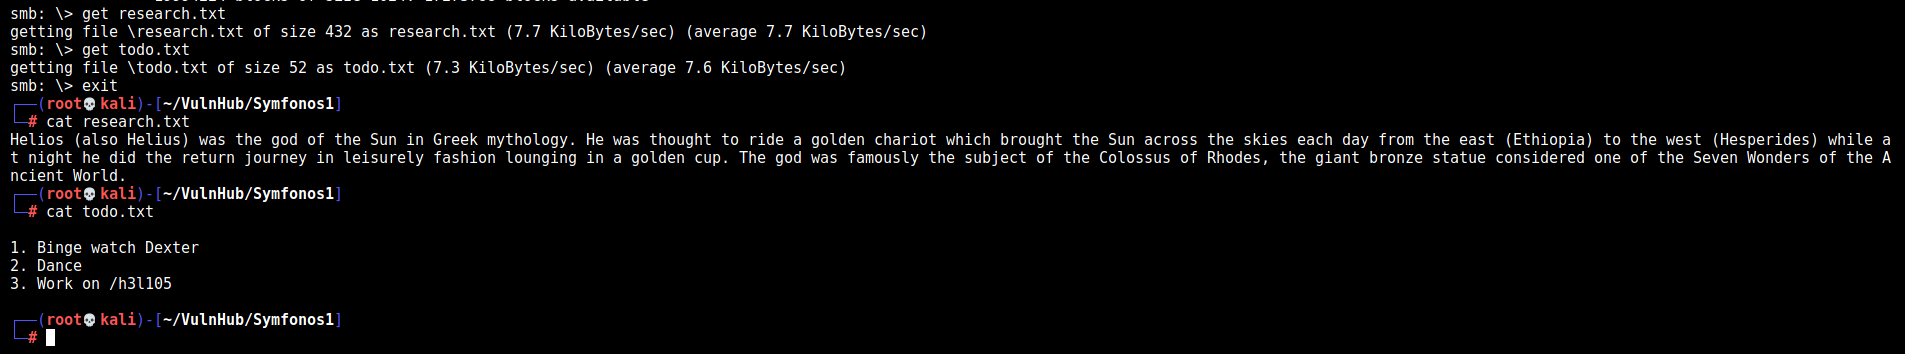 smb: \> get research.txt
getting file \research.txt of size 432 as research.txt (7.7 KiloBytes/sec) (average 7.7 KiloBytes/sec)
smb: \> get todo.txt
getting file \todo.txt of size 52 as todo.txt (7.3 KiloBytes/sec) (average 7.6 KiloBytes/sec)
smb: \> exit
┌──(root💀kali)-[~/VulnHub/Symfonos1]
└─# cat research.txt
Helios (also Helius) was the god of the Sun in Greek mythology. He was thought to ride a golden chariot which brought the Sun across the skies each day from the east (Ethiopia) to the west (Hesperides) while a
t night he did the return journey in leisurely fashion lounging in a golden cup. The god was famously the subject of the Colossus of Rhodes, the giant bronze statue considered one of the Seven Wonders of the A
ncient World.
┌──(root💀kali)-[~/VulnHub/Symfonos1]
└─# cat todo.txt
1. Binge watch Dexter
2. Dance
3. Work on /h3l105
┌──(root💀kali)-[~/VulnHub/Symfonos1]
└─#